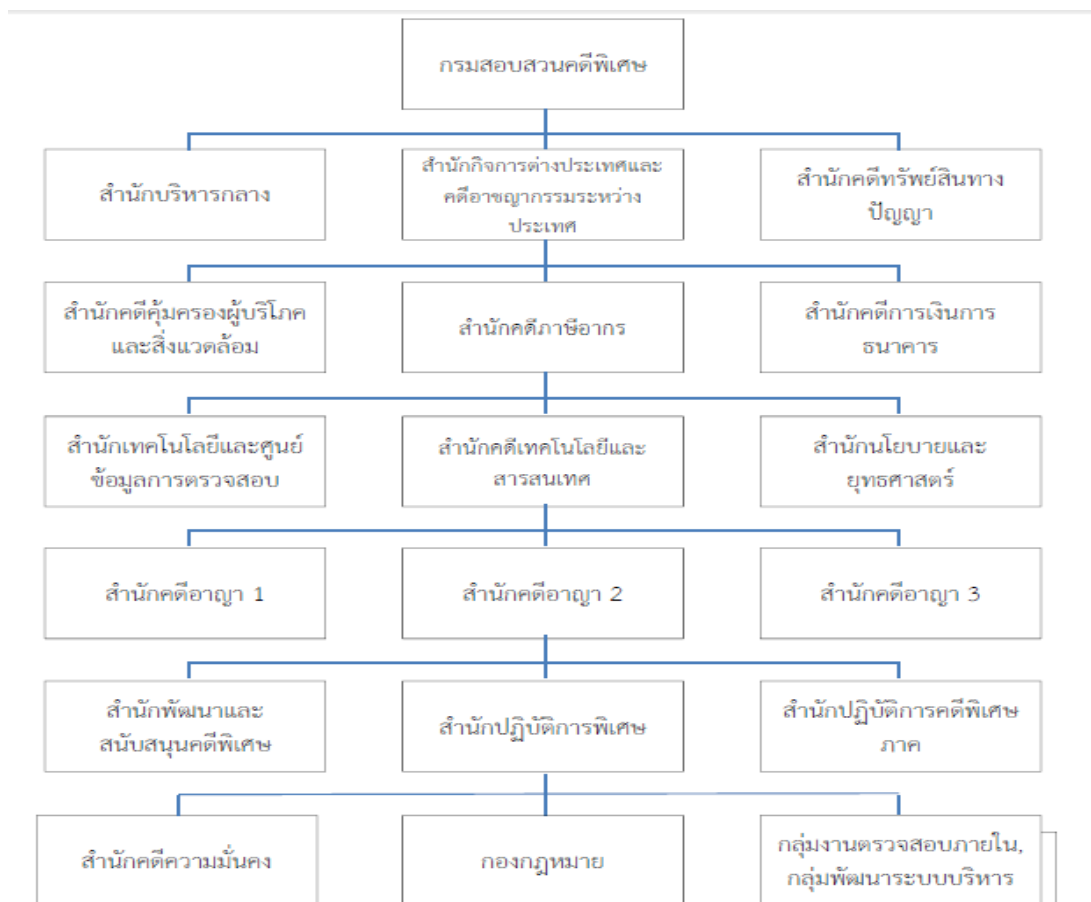 กรมสอบสวนคดีพิเศษ
สำนักบริหารกลาง
สำนักกิจการต่างประเทศและ
คดีอาชญากรรมระหว่าง
ประเทศ
สำนักคดีทรัพย์สินทาง
ปัญญา
สำนักคดีคุ้มครองผู้บริโภค
และสิ่งแวดล้อม
สำนักคดีภาษีอากร
สำนักคดีการเงินการ
ธนาคาร
สำนักเทคโนโลยีและศูนย์
ข้อมูลการตรวจสอบ
สำนักคดีเทคโนโลยีและ
สารสนเทศ
สำนักนโยบายและ
ยุทธศาสตร์
สำนักคดีอาญา 1
สำนักคดีอาญา 2
สำนักคดีอาญา 3
สำนักพัฒนาและ
สนับสนุนคดีพิเศษ
สำนักปฏิบัติการพิเศษ
สำนักปฏิบัติการคดีพิเศษ
ภาค
สำนักคดีความมั่นคง
กองกฎหมาย
กลุ่มงานตรวจสอบภายใน,
กลุ่มพัฒนาระบบบริหาร